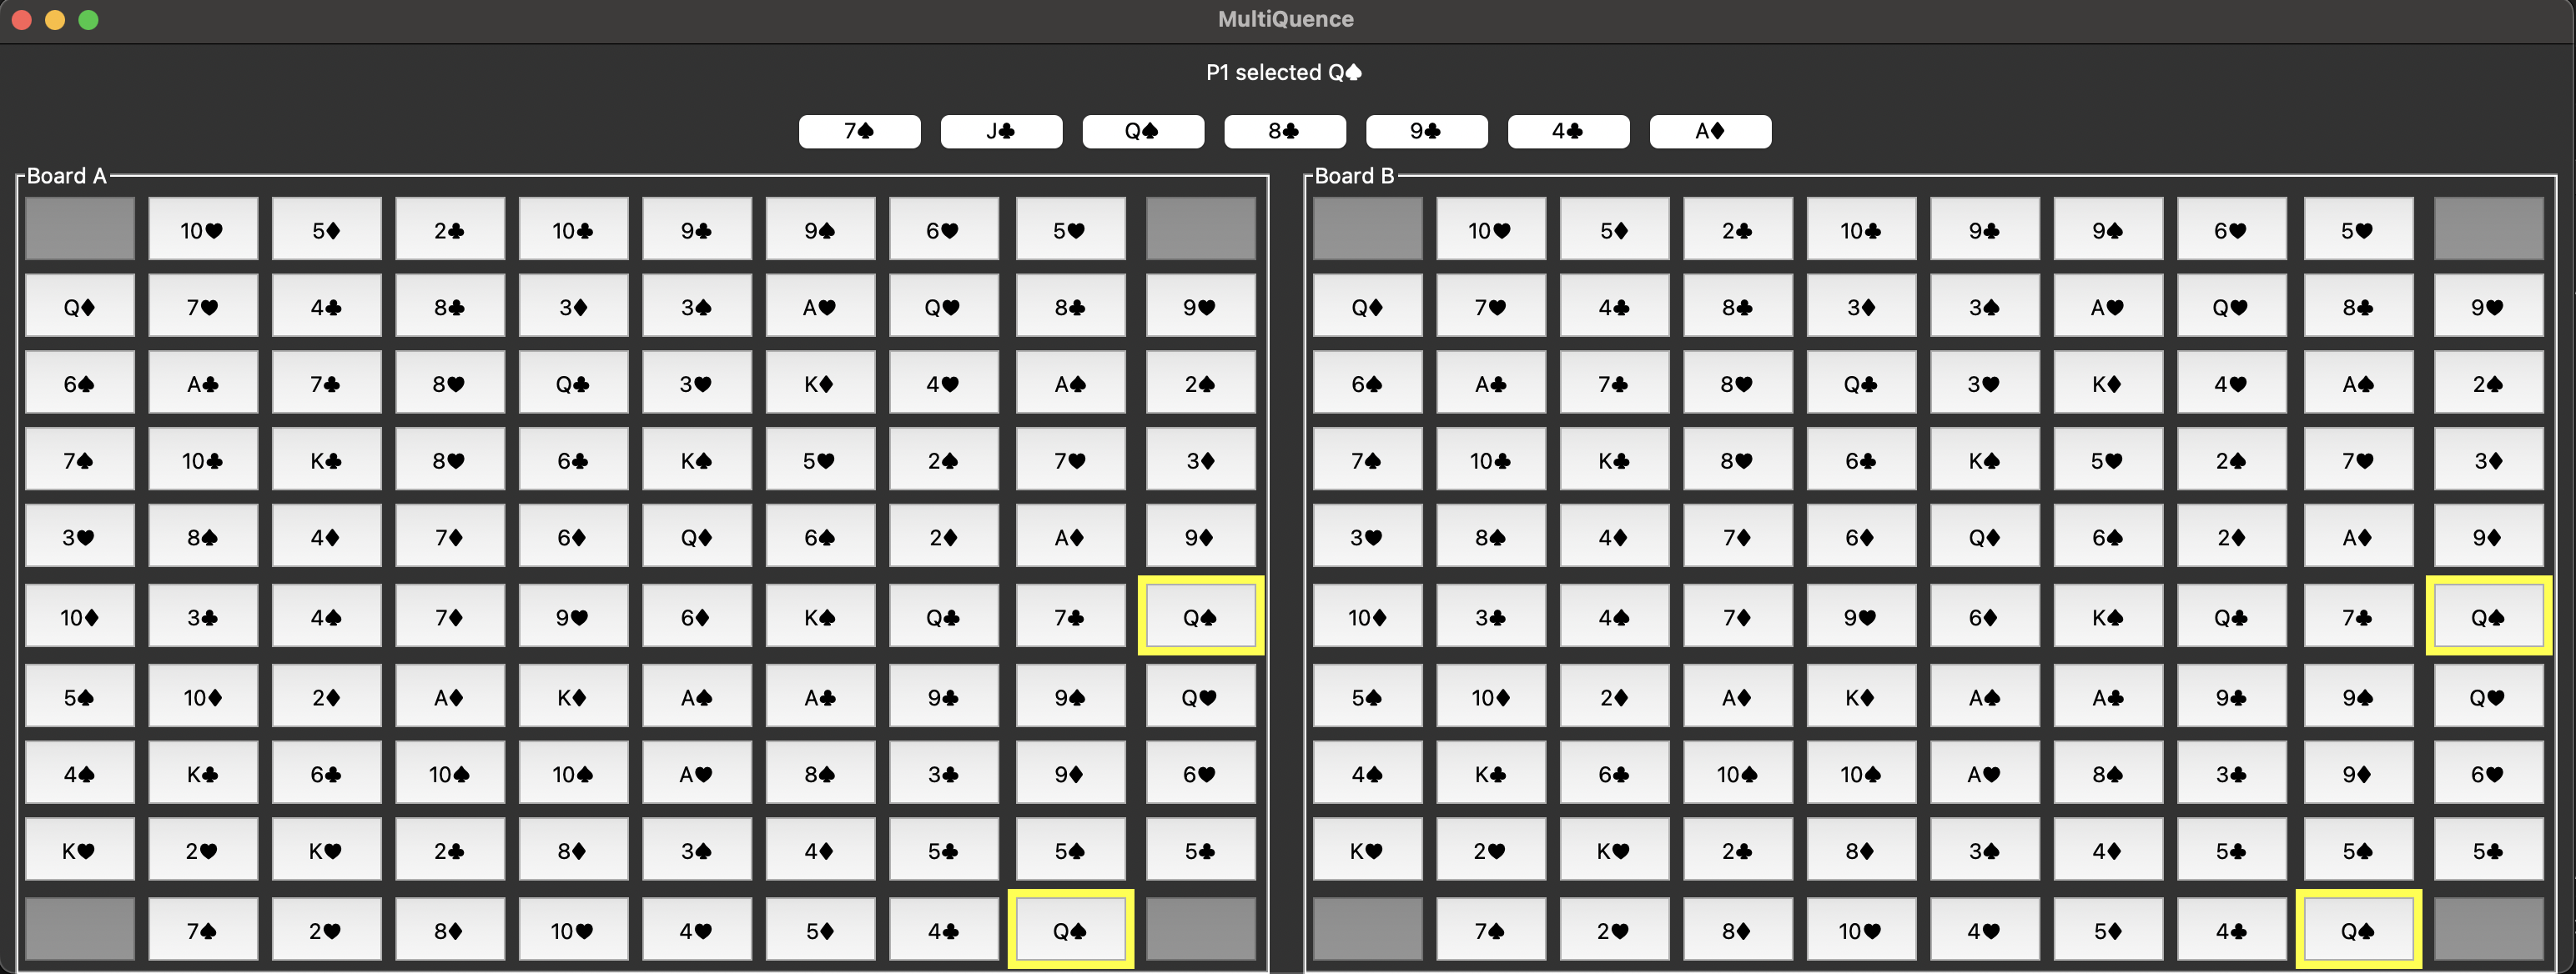 MultiQuence
P1 selected Q♠
7♠ J♣ Q♠ 8♣ 9♣ 4♣ A♦
Board A
10♥ 5♦ 2♣ 10♣ 9♣ 9♠ 6♥ 5♥
Q♦ 7♥ 4♣ 8♣ 3♦ 3♠ A♥ Q♥ 8♣ 9♥
6♠ A♣ 7♣ 8♥ Q♣ 3♥ K♦ 4♥ A♠ 2♠
7♠ 10♣ K♣ 8♥ 6♣ K♠ 5♥ 2♠ 7♥ 3♦
3♥ 8♠ 4♦ 7♦ 6♦ Q♦ 6♠ 2♦ A♦ 9♦
10♦ 3♣ 4♠ 7♦ 9♥ 6♦ K♠ Q♣ 7♣ Q♠
5♠ 10♦ 2♦ A♦ K♦ A♠ A♣ 9♣ 9♠ Q♥
4♠ K♣ 6♣ 10♠ 10♠ A♥ 8♠ 3♣ 9♦ 6♥
K♥ 2♥ K♥ 2♣ 8♦ 3♠ 4♦ 5♣ 5♠ 5♣
7♠ 2♥ 8♦ 10♥ 4♥ 5♦ 4♣ Q♠
Board B
10♥ 5♦ 2♣ 10♣ 9♣ 9♠ 6♥ 5♥
Q♦ 7♥ 4♣ 8♣ 3♦ 3♠ A♥ Q♥ 8♣ 9♥
6♠ A♣ 7♣ 8♥ Q♣ 3♥ K♦ 4♥ A♠ 2♠
7♠ 10♣ K♣ 8♥ 6♣ K♠ 5♥ 2♠ 7♥ 3♦
3♥ 8♠ 4♦ 7♦ 6♦ Q♦ 6♠ 2♦ A♦ 9♦
10♦ 3♣ 4♠ 7♦ 9♥ 6♦ K♠ Q♣ 7♣ Q♠
5♠ 10♦ 2♦ A♦ K♦ A♠ A♣ 9♣ 9♠ Q♥
4♠ K♣ 6♣ 10♠ 10♠ A♥ 8♠ 3♣ 9♦ 6♥
K♥ 2♥ K♥ 2♣ 8♦ 3♠ 4♦ 5♣ 5♠ 5♣
7♠ 2♥ 8♦ 10♥ 4♥ 5♦ 4♣ Q♠